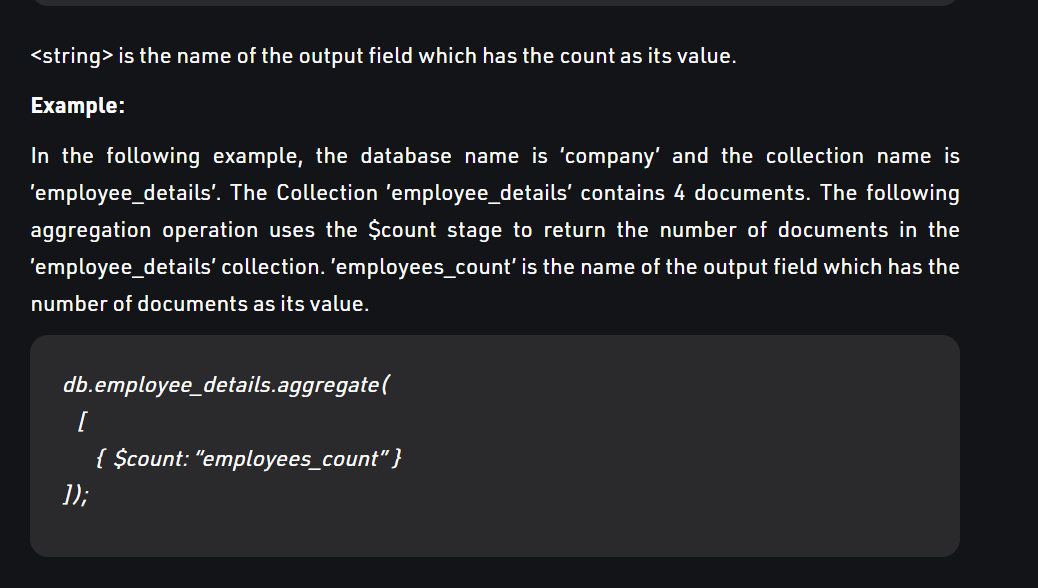 <string> is the name of the output field which has the count as its value.
Example:
In the following example, the database name is ‘company’ and the collection name is
‘employee_details’. The Collection ‘employee_details’ contains 4 documents. The following
aggregation operation uses the $count stage to return the number of documents in the
‘employee_details’ collection. ‘employees_count’ is the name of the output field which has the
number of documents as its value.
db.employee_details.aggregate(
[
{ $count: “employees_count” }
]);